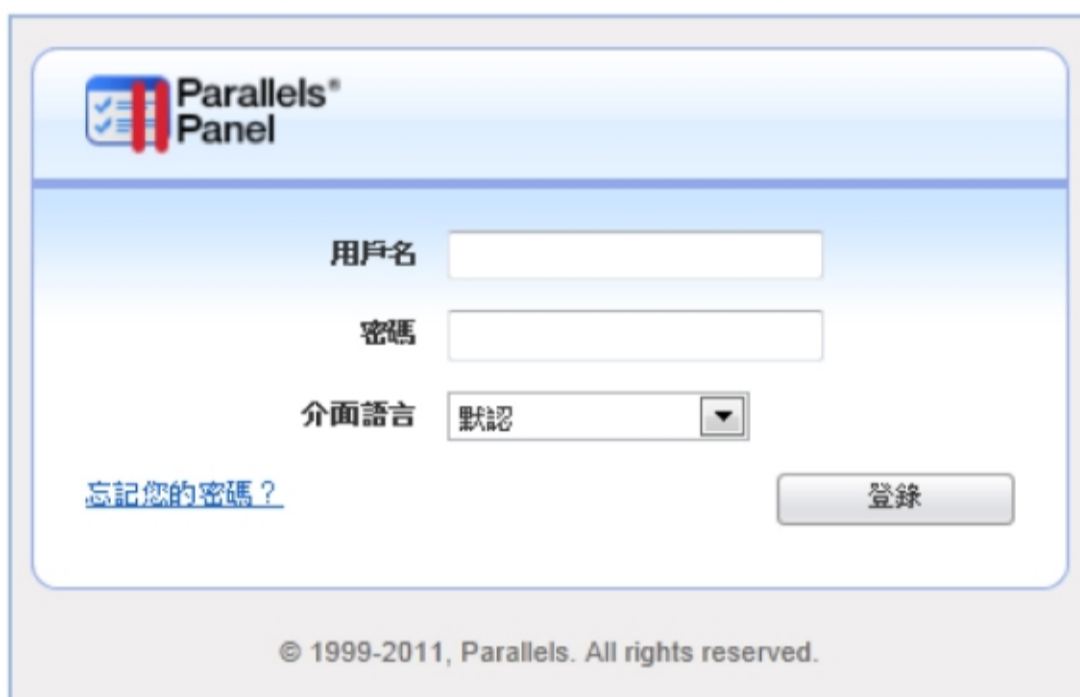 Parallels®
Panel
用戶名
密碼
介面語言 默認
忘記您的密碼？ 登錄
© 1999-2011, Parallels. All rights reserved.